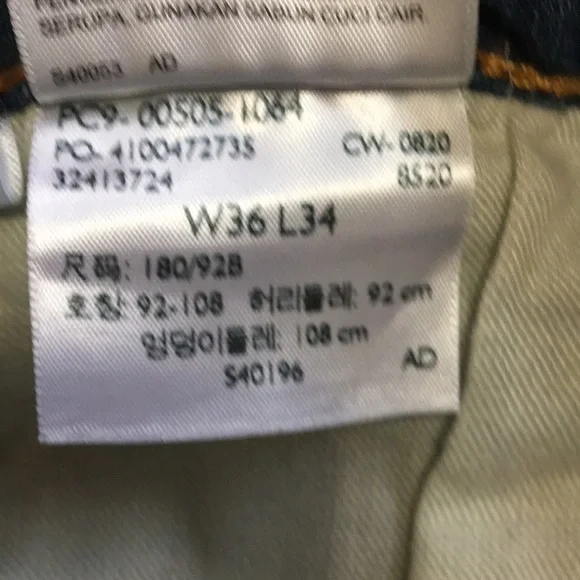 SERUPA. GUNAKAN SABUN CUCI CAIR.
S40053 AD
PC9- 00505-1064
PO- 4100472735 CW- 0820
32413724 8520
W36 L34
尺码: 180/92B
호칭: 92-108 허리둘레: 92 cm
엉덩이둘레: 108 cm
S40196 AD